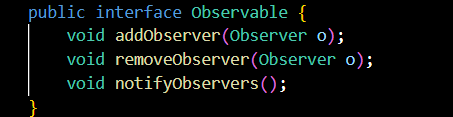 public interface Observable {
    void addObserver(Observer o);
    void removeObserver(Observer o);
    void notifyObservers();
}